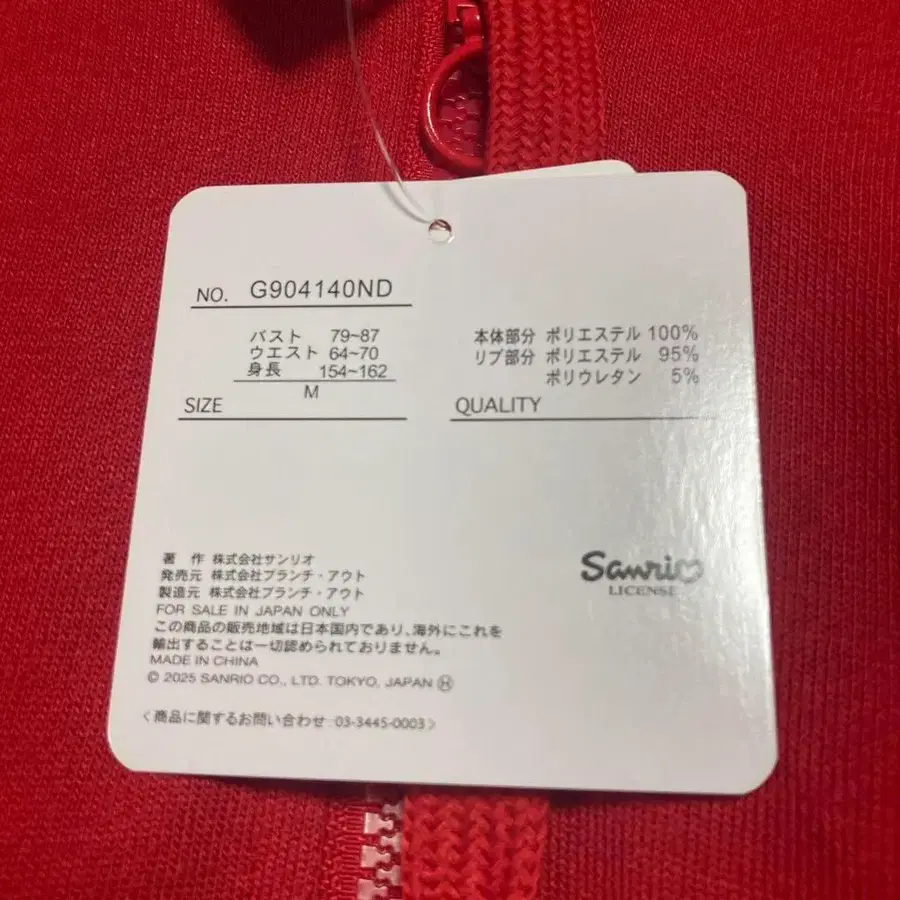 NO. G904140ND
バスト 79~87
ウエスト 64~70
身長 154~162
SIZE M
本体部分 ポリエステル 100%
リブ部分 ポリエステル 95%
ポリウレタン 5%
QUALITY
著 作 株式会社サンリオ
発売元 株式会社ブランチ・アウト
製造元 株式会社ブランチ・アウト
FOR SALE IN JAPAN ONLY
この商品の販売地域は日本国内であり、海外にこれを
輸出することは一切認められておりません。
MADE IN CHINA
© 2025 SANRIO CO., LTD. TOKYO, JAPAN Ⓗ
〈商品に関するお問い合わせ:03-3445-0003〉
Sanrio
LICENSE